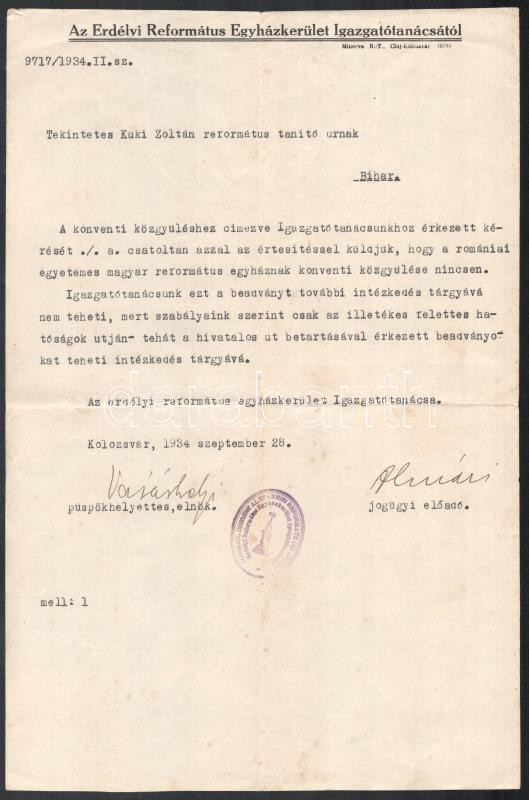 Az Erdélyi Református Egyházkerület Igazgatótanácsától
Minerva R.-T., Cluj-Kolozsvár
9717/1934.II.sz.
Tekintetes Kuki Zoltán református tanitó urnak
Bihar.
A konventi közgyüléshez cimezve Igazgatótanácsunkhoz érkezett ké-
rését ./. a. csatoltan azzal az értesitéssel küldjük, hogy a romániai
egyetemes magyar református egyháznak konventi közgyülése nincsen.
Igazgatótanácsunk ezt a beadványt további intézkedés tárgyává
nem teheti, mert szabályaink szerint csak az illetékes felettes ha-
tóságok utján- tehát a hivatalos ut betartásával érkezett beadványo-
kat teheti intézkedés tárgyává.
Az erdélyi református egyházkerület Igazgatótanácsa.
Kolozsvár, 1934 szeptember 28.
Vásárhelyi
püspökhelyettes,elnök.
jogügyi előadó.
mell: 1
darabanth